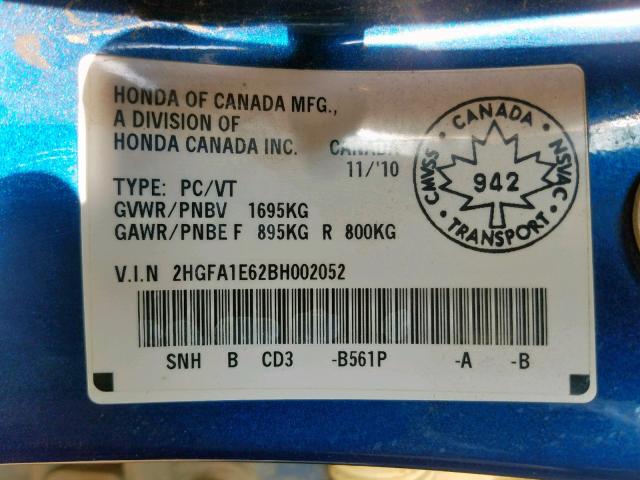 HONDA OF CANADA MFG.,
A DIVISION OF
HONDA CANADA INC. CANADA
11/'10
TYPE: PC/VT
GVWR/PNBV 1695KG
GAWR/PNBE F 895KG R 800KG
V.I.N 2HGFA1E62BH002052
SNH B CD3 -B561P -A -B
CANADA
CMVSS
NSVAC
942
TRANSPORT